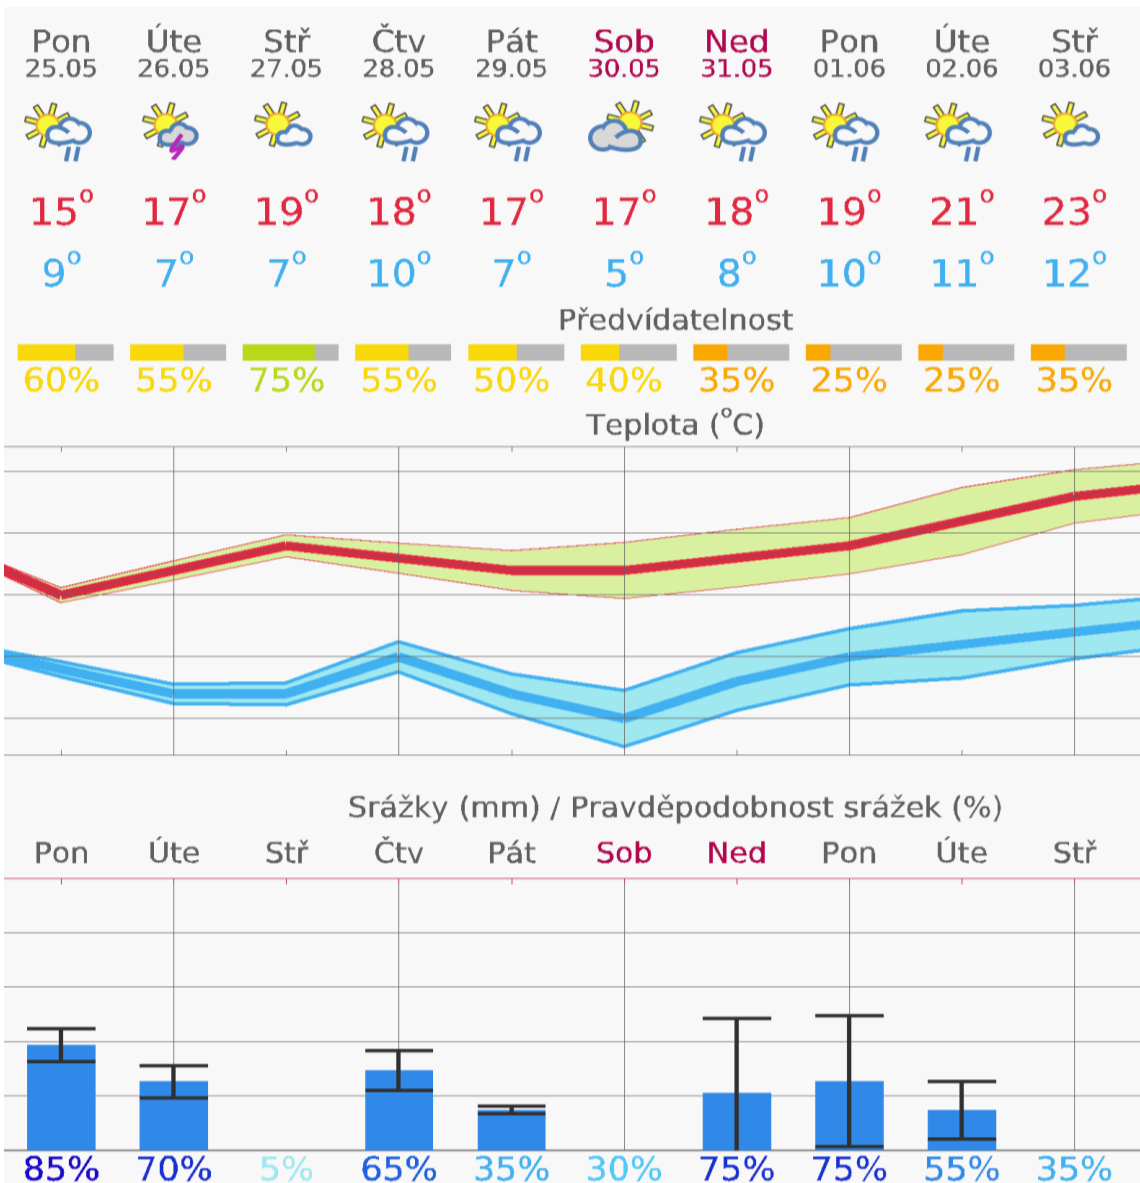 Pon Úte Stř Čtv Pát Sob Ned Pon Úte Stř
25.05 26.05 27.05 28.05 29.05 30.05 31.05 01.06 02.06 03.06
15° 17° 19° 18° 17° 17° 18° 19° 21° 23°
9° 7° 7° 10° 7° 5° 8° 10° 11° 12°
Předvídatelnost
60% 55% 75% 55% 50% 40% 35% 25% 25% 35%
Teplota (°C)
Srážky (mm) / Pravděpodobnost srážek (%)
Pon Úte Stř Čtv Pát Sob Ned Pon Úte Stř
85% 70% 5% 65% 35% 30% 75% 75% 55% 35%